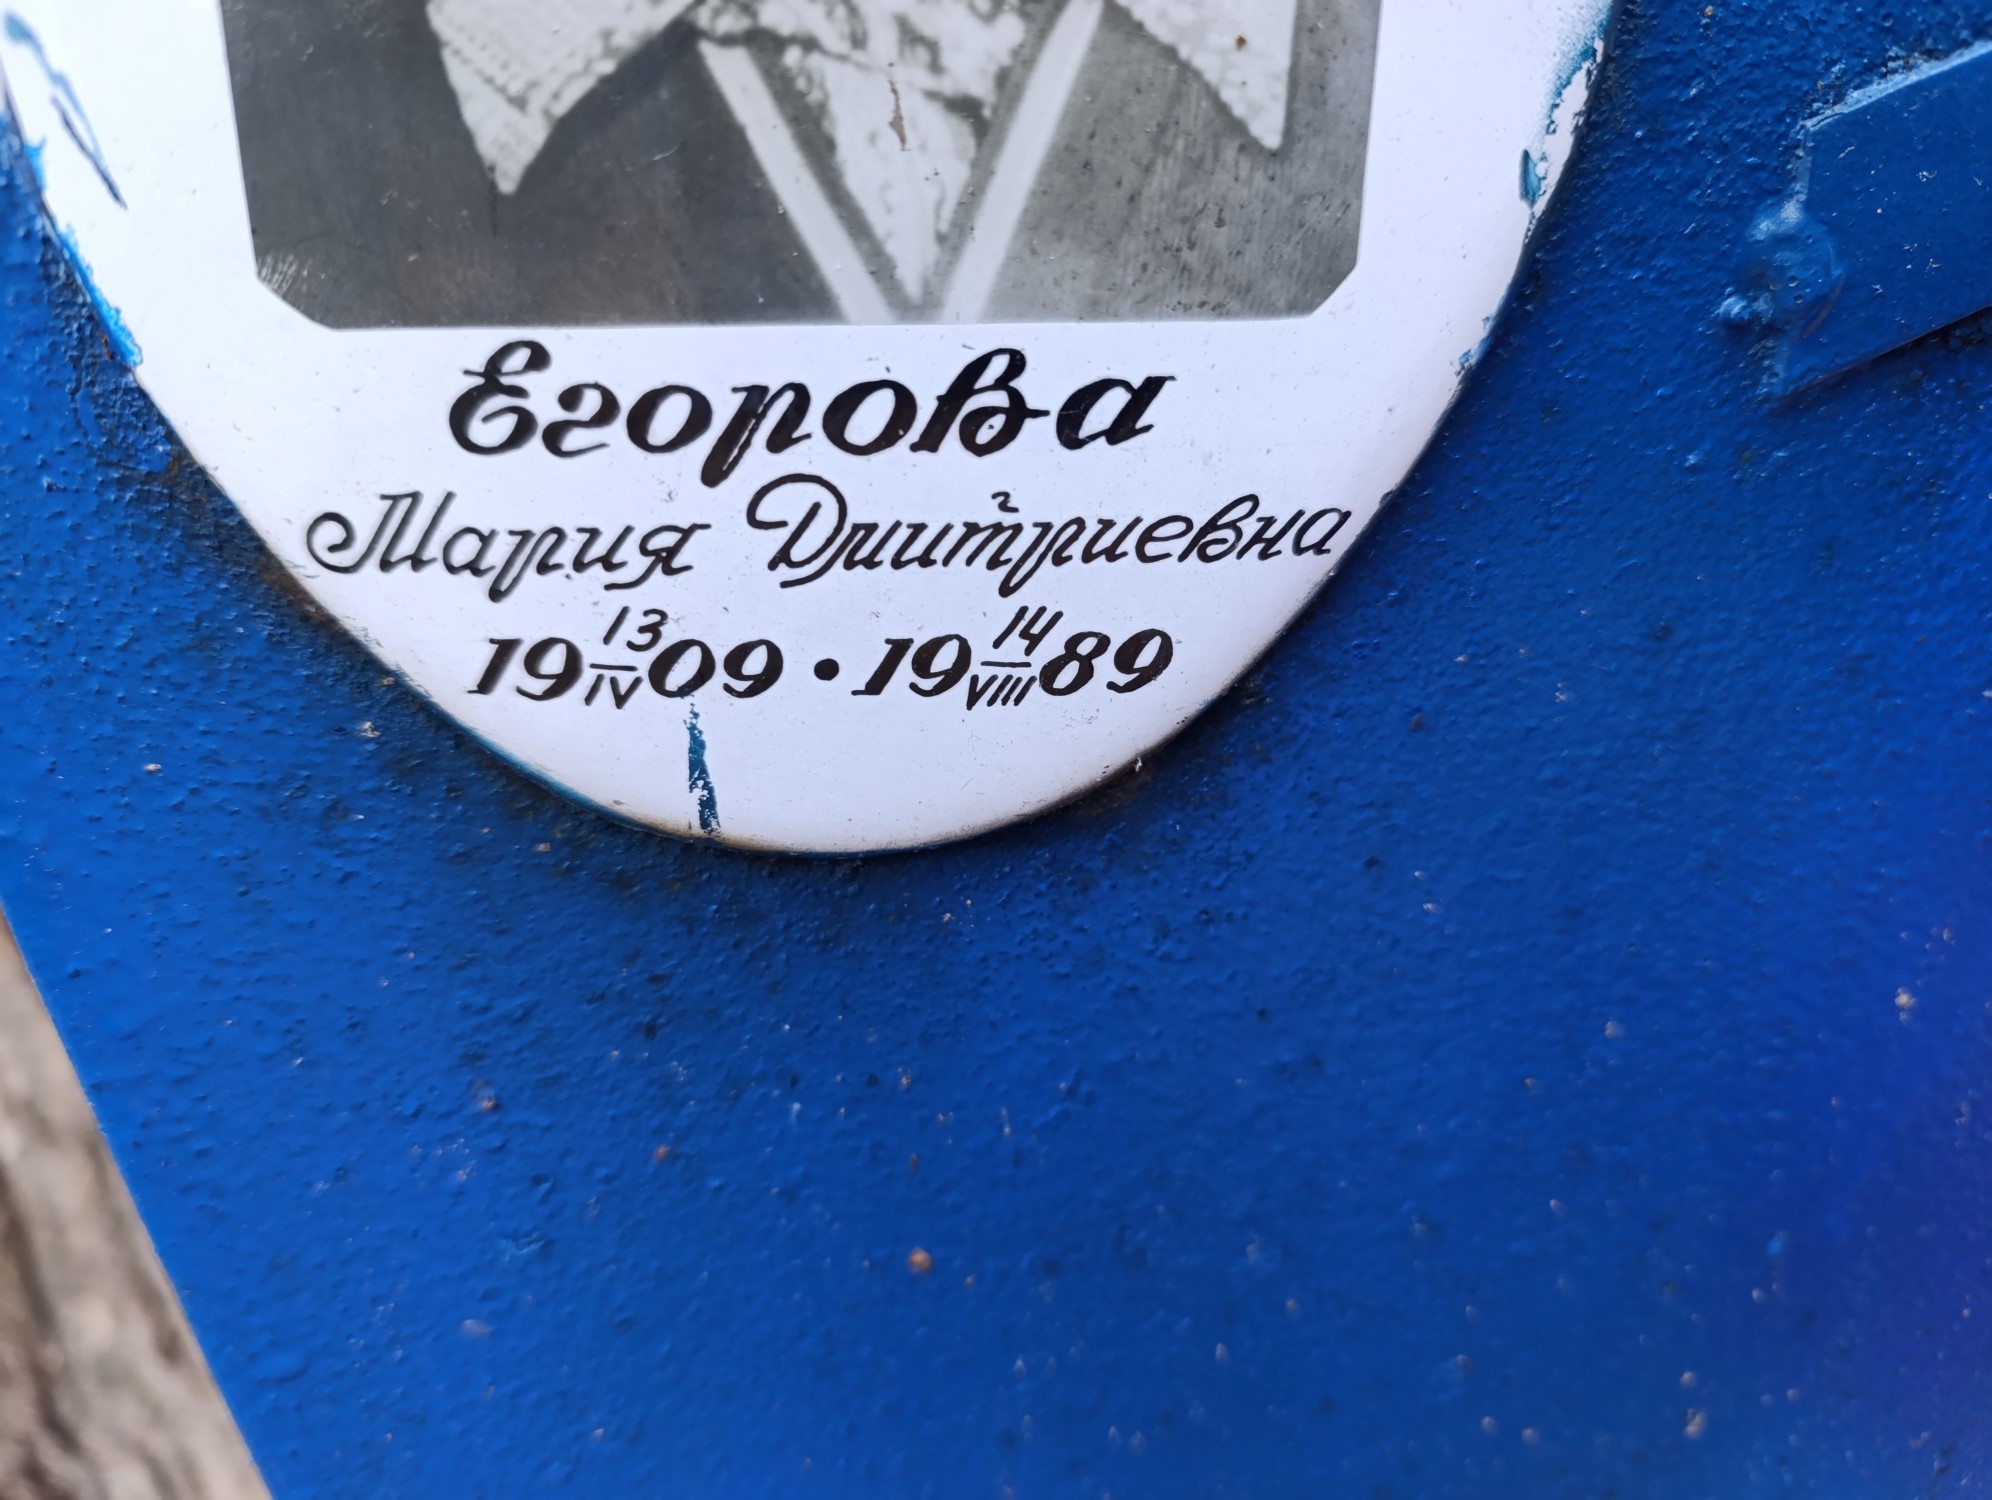 Егорова
Мария Дмитриевна
19 13/IV 09 • 19 14/VIII 89